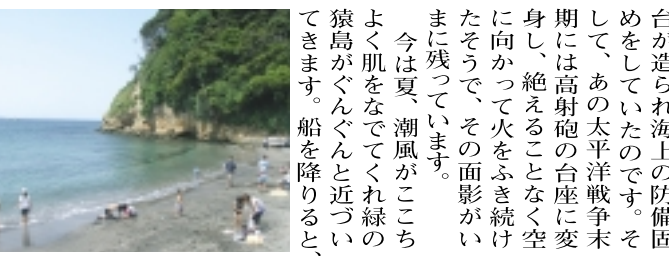 台が造られ海上の防備固
めをしていたのです。そ
して、あの太平洋戦争末
期には高射砲の台座に変
身し、絶えることなく空
に向かって火をふき続け
たそうで、その面影がい
まに残っています。
今は夏、潮風がここち
よく肌をなでてくれ緑の
猿島がぐんぐんと近づい
てきます。船を降りると、